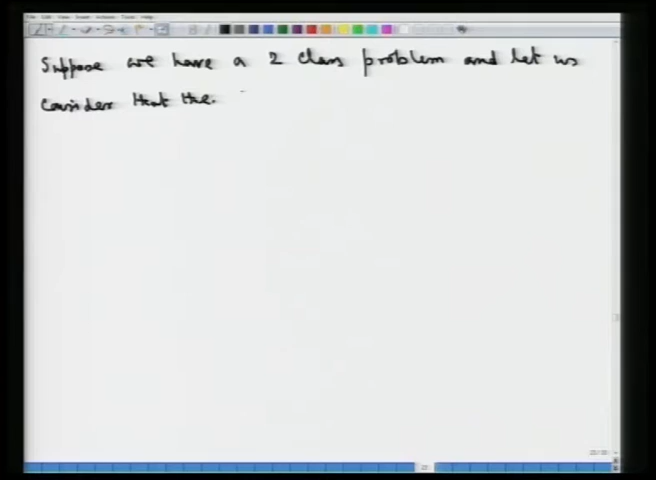 Suppose we have a 2 class problem and let us
consider that the.